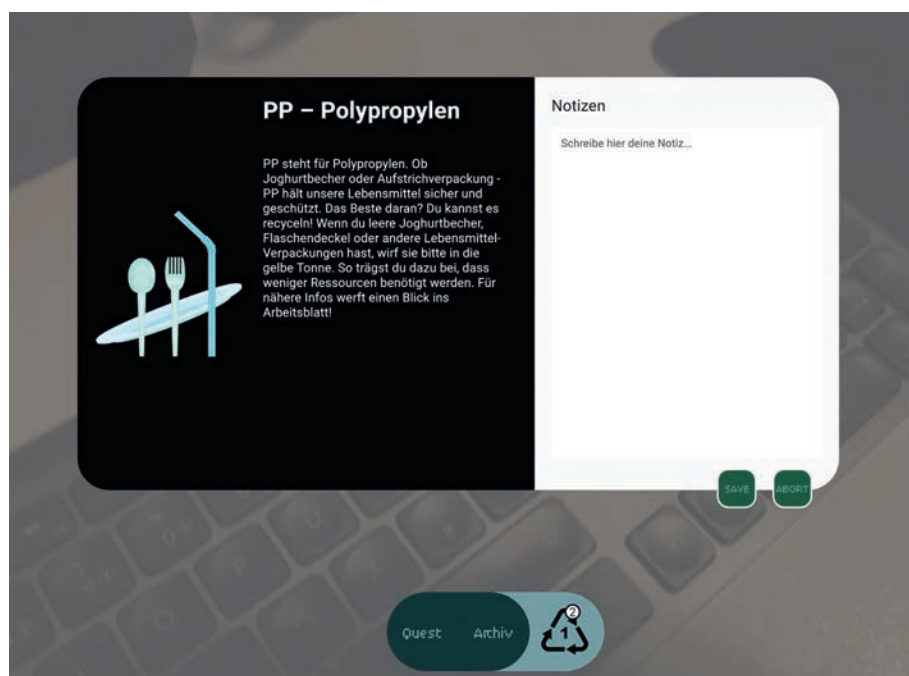 PP – Polypropylen
PP steht für Polypropylen. Ob
Joghurtbecher oder Aufstrichverpackung -
PP hält unsere Lebensmittel sicher und
geschützt. Das Beste daran? Du kannst es
recyceln! Wenn du leere Joghurtbecher,
Flaschendeckel oder andere Lebensmittel-
Verpackungen hast, wirf sie bitte in die
gelbe Tonne. So trägst du dazu bei, dass
weniger Ressourcen benötigt werden. Für
nähere Infos werft einen Blick ins
Arbeitsblatt!
Notizen
Schreibe hier deine Notiz...
SAVE ABORT
Quest Archiv
2
1